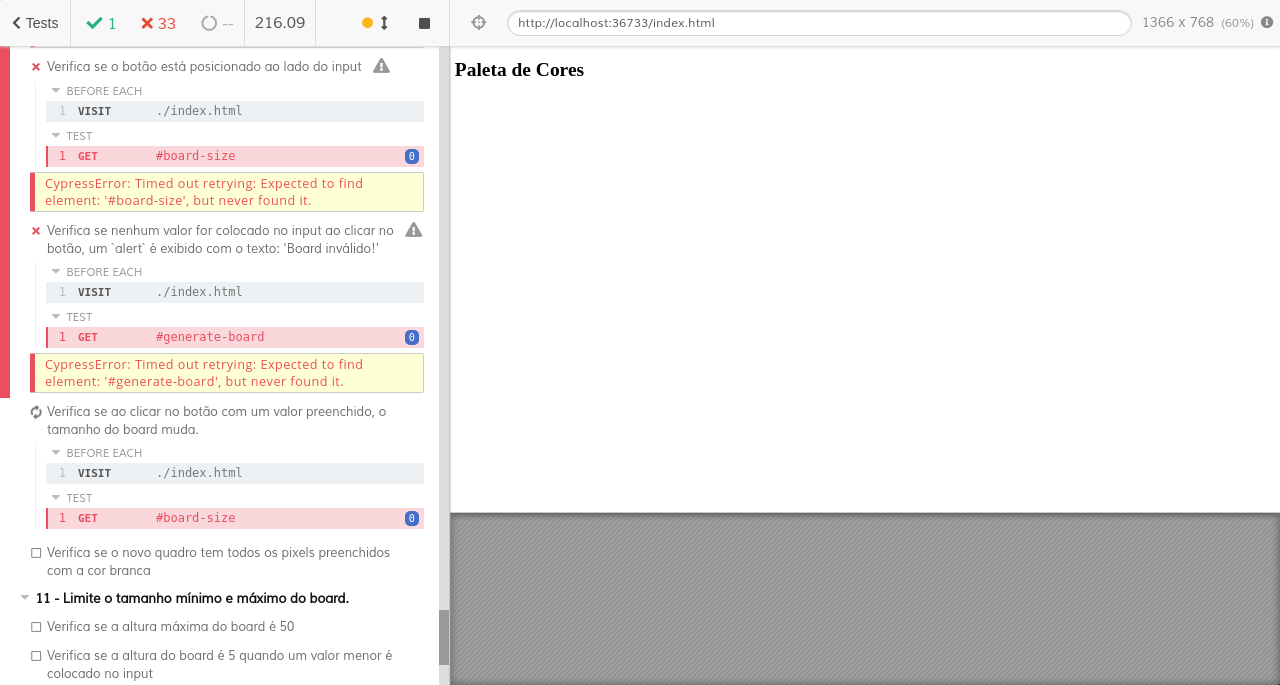 Tests 1 33 -- 216.09 http://localhost:36733/index.html 1366 x 768 (60%)
Verifica se o botão está posicionado ao lado do input
BEFORE EACH
1 VISIT ./index.html
TEST
1 GET #board-size 0
CypressError: Timed out retrying: Expected to find
element: '#board-size', but never found it.
Verifica se nenhum valor for colocado no input ao clicar no
botão, um `alert` é exibido com o texto: 'Board inválido!'
BEFORE EACH
1 VISIT ./index.html
TEST
1 GET #generate-board 0
CypressError: Timed out retrying: Expected to find
element: '#generate-board', but never found it.
Verifica se ao clicar no botão com um valor preenchido, o
tamanho do board muda.
BEFORE EACH
1 VISIT ./index.html
TEST
1 GET #board-size 0
Verifica se o novo quadro tem todos os pixels preenchidos
com a cor branca
11 - Limite o tamanho mínimo e máximo do board.
Verifica se a altura máxima do board é 50
Verifica se a altura do board é 5 quando um valor menor é
colocado no input
Paleta de Cores